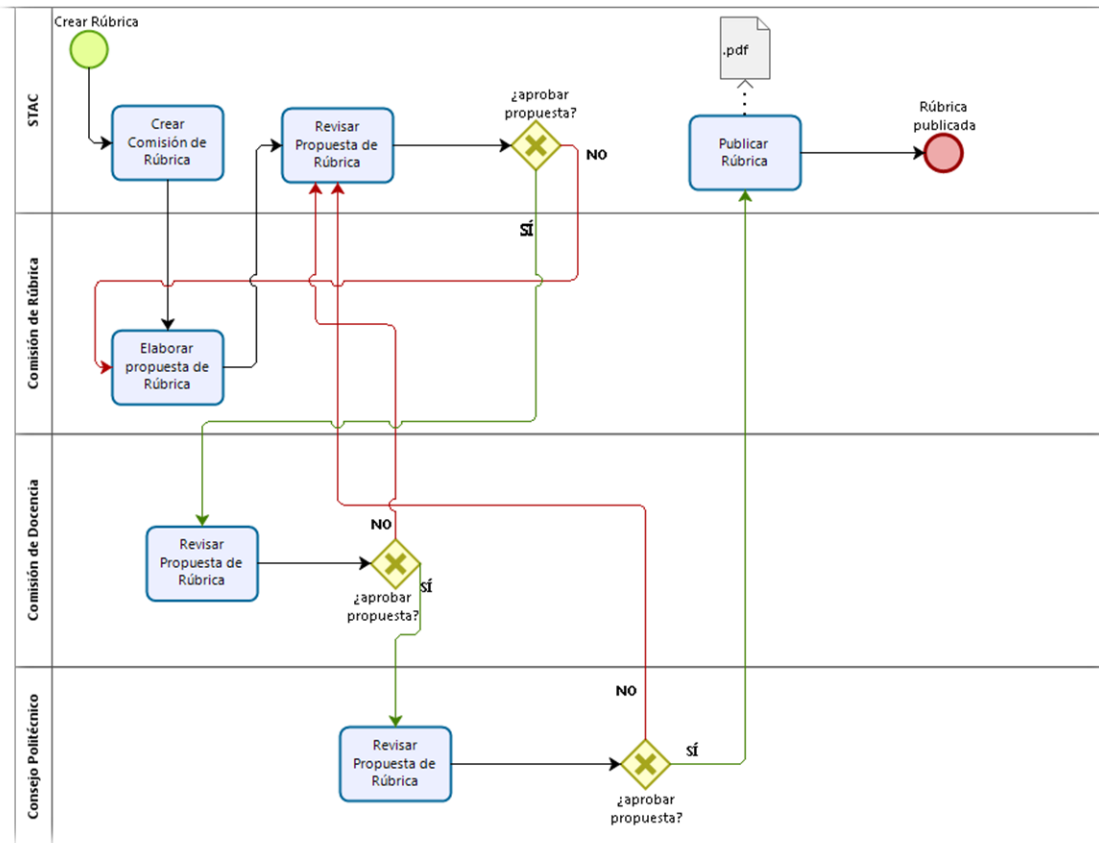 STAC
Crear Rúbrica
Crear
Comisión de
Rúbrica
Revisar
Propuesta de
Rúbrica
¿aprobar
propuesta?
NO
SÍ
.pdf
Publicar
Rúbrica
Rúbrica
publicada
Comisión de Rúbrica
Elaborar
propuesta de
Rúbrica
Comisión de Docencia
Revisar
Propuesta de
Rúbrica
NO
SÍ
¿aprobar
propuesta?
Consejo Politécnico
Revisar
Propuesta de
Rúbrica
NO
SÍ
¿aprobar
propuesta?